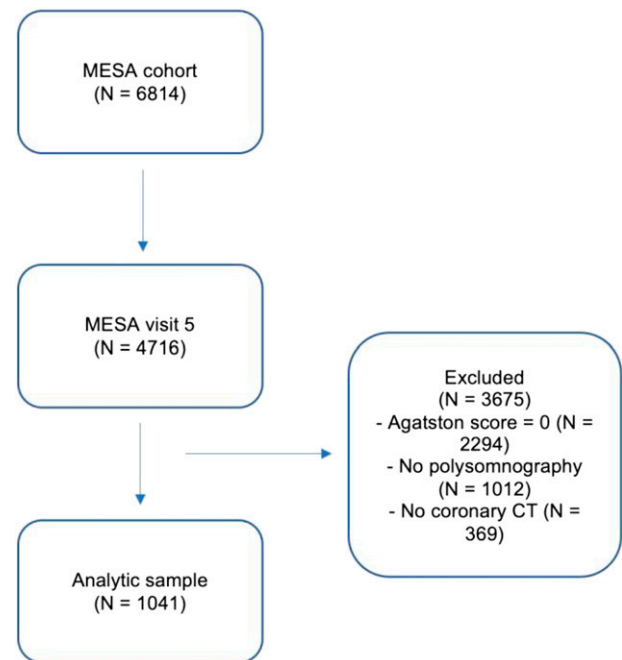 MESA cohort
(N = 6814)
MESA visit 5
(N = 4716)
Excluded
(N = 3675)
- Agatston score = 0 (N =
2294)
- No polysomnography
(N = 1012)
- No coronary CT (N =
369)
Analytic sample
(N = 1041)